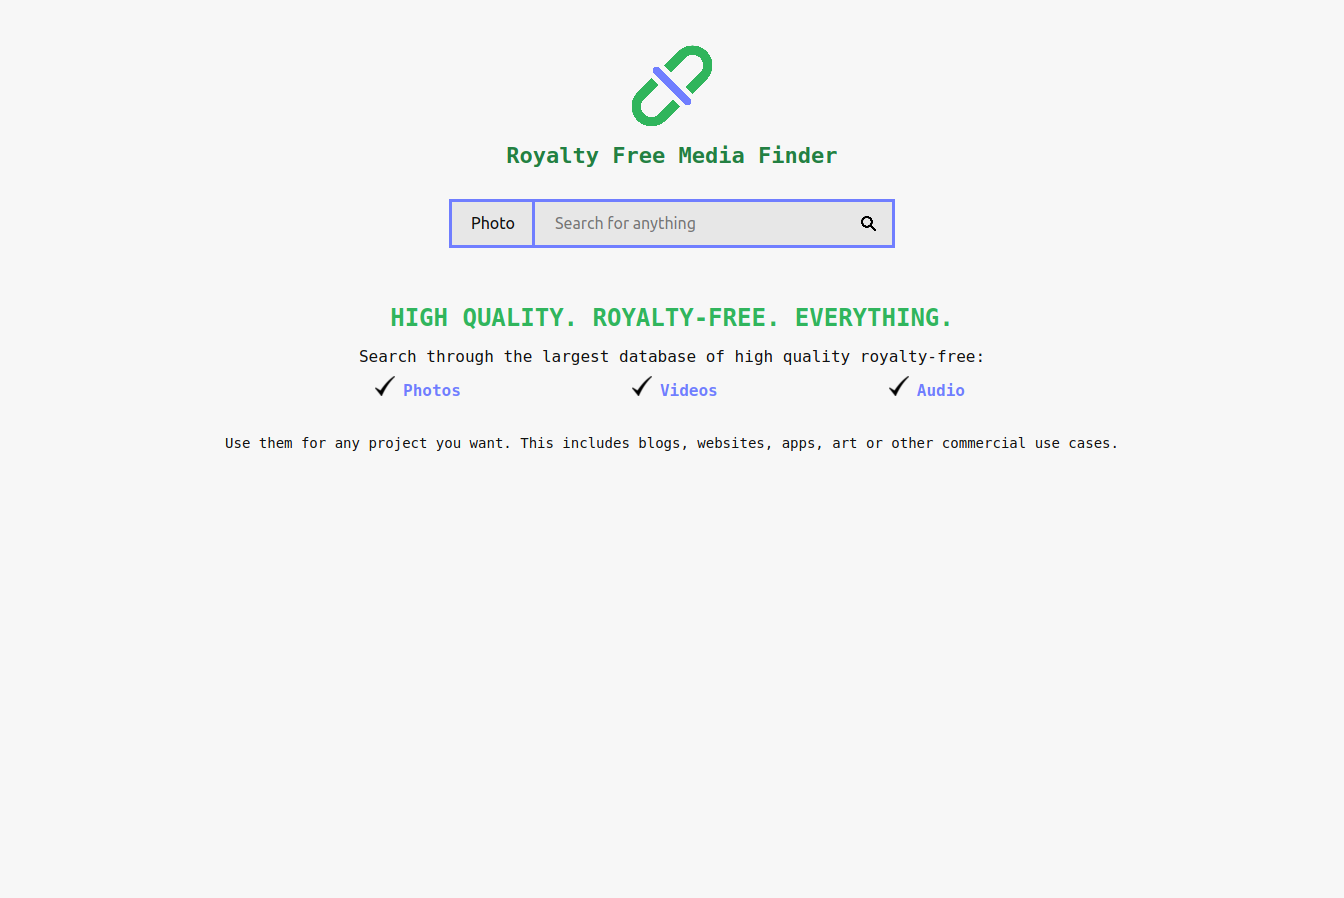 Royalty Free Media Finder
Photo Search for anything
HIGH QUALITY. ROYALTY-FREE. EVERYTHING.
Search through the largest database of high quality royalty-free:
Photos Videos Audio
Use them for any project you want. This includes blogs, websites, apps, art or other commercial use cases.